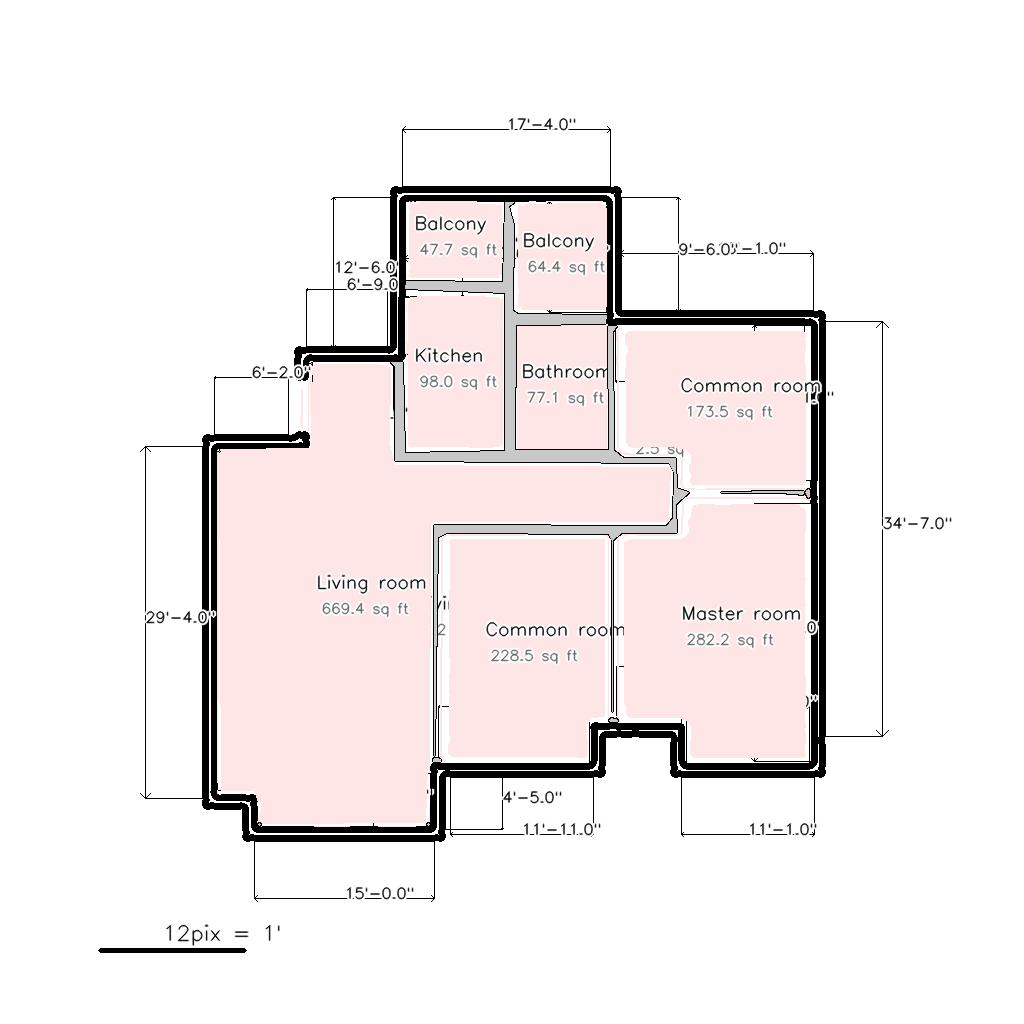 17'-4.0"
Balcony
47.7 sq ft
Balcony
64.4 sq ft
9'-6.0"
-1.0"
12'-6.0"
6'-9.0
Kitchen
98.0 sq ft
Bathroom
77.1 sq ft
6'-2.0"
Common room
173.5 sq ft
2.5 sq
34'-7.0"
Living room
669.4 sq ft
29'-4.0"
Common room
228.5 sq ft
Master room
282.2 sq ft
4'-5.0"
11'-11.0"
11'-1.0"
15'-0.0"
12pix = 1'